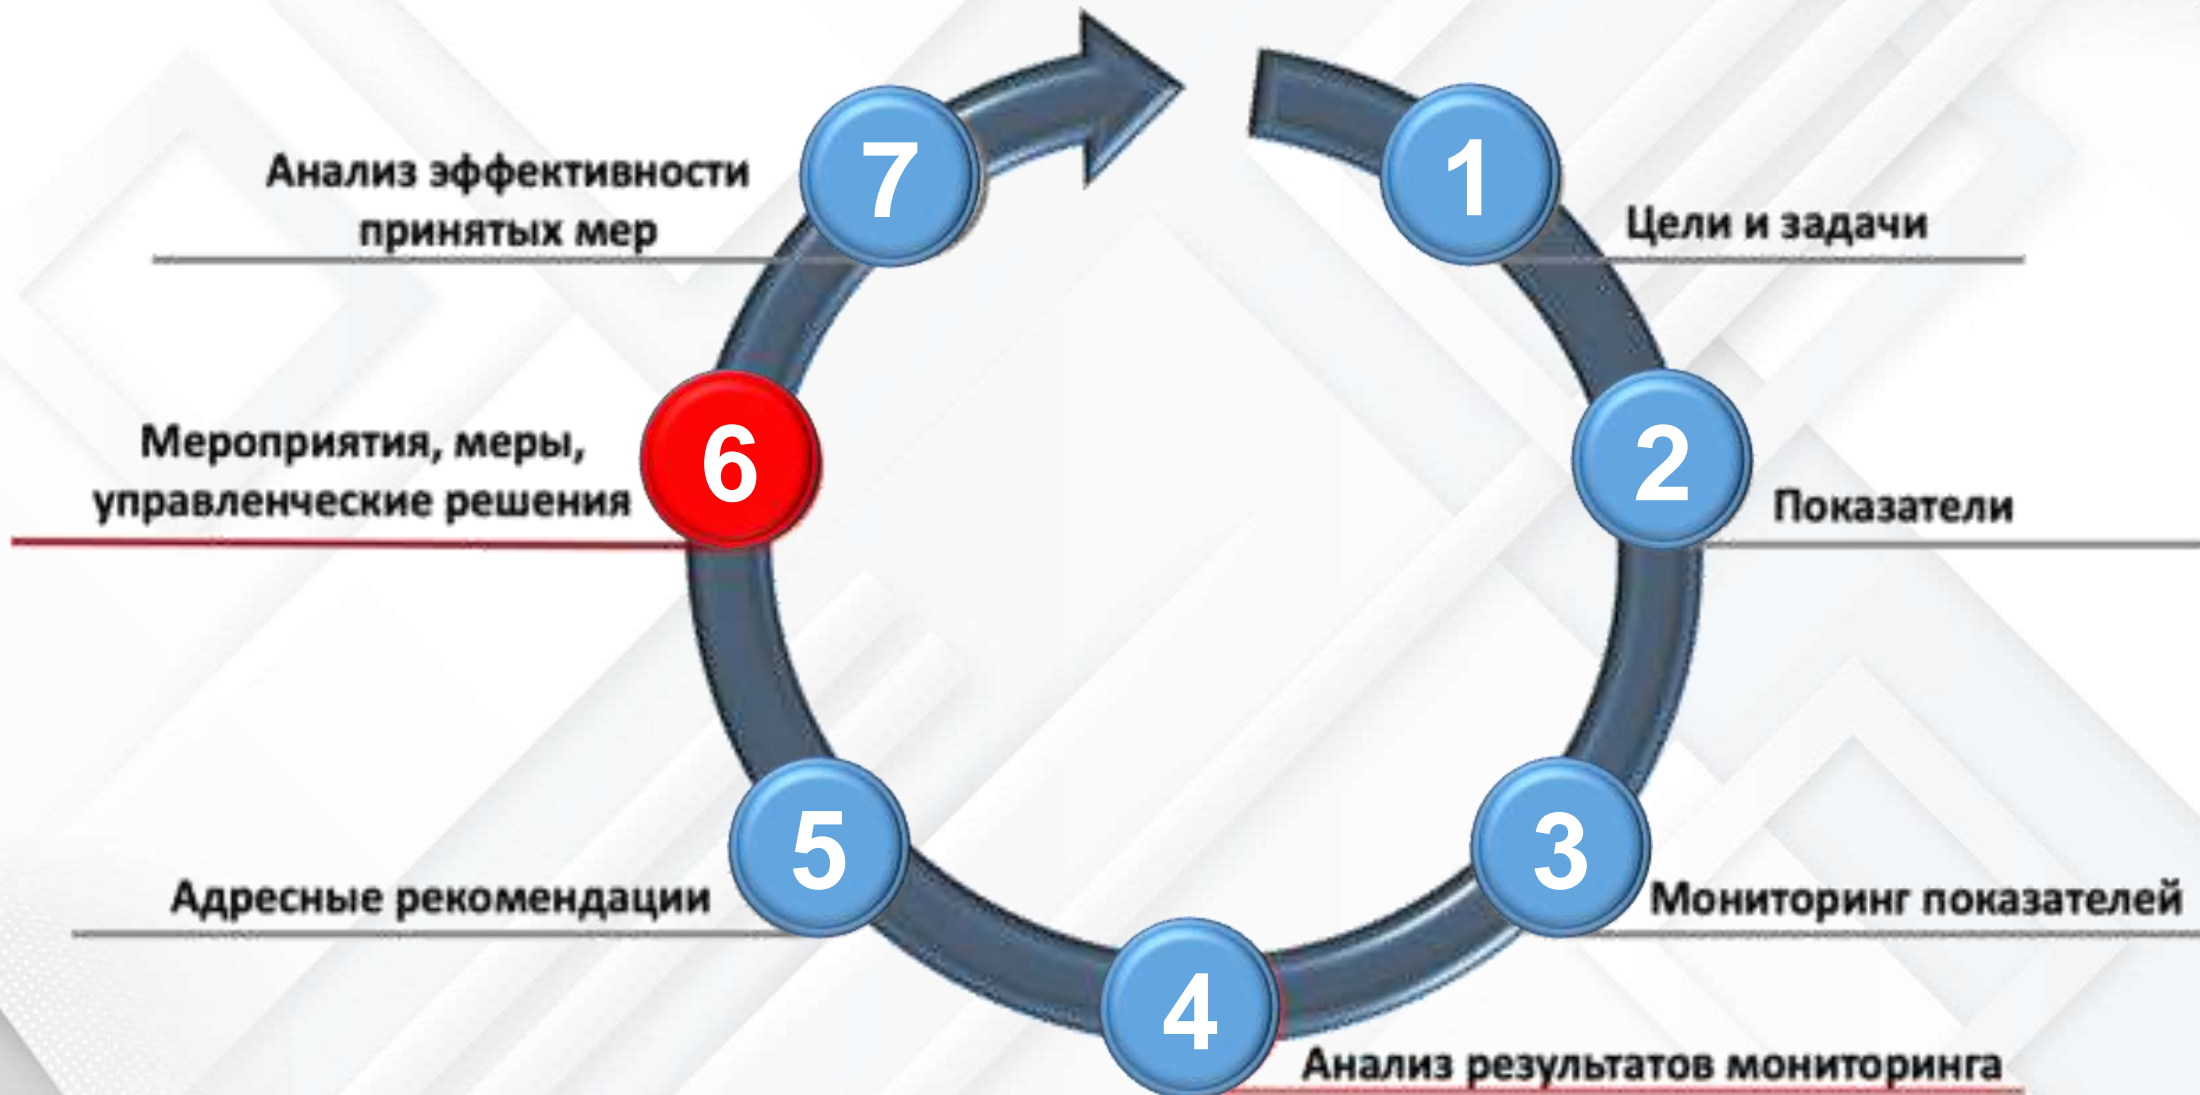 1
Цели и задачи
2
Показатели
3
Мониторинг показателей
4
Анализ результатов мониторинга
5
Адресные рекомендации
6
Мероприятия, меры,
управленческие решения
7
Анализ эффективности
принятых мер